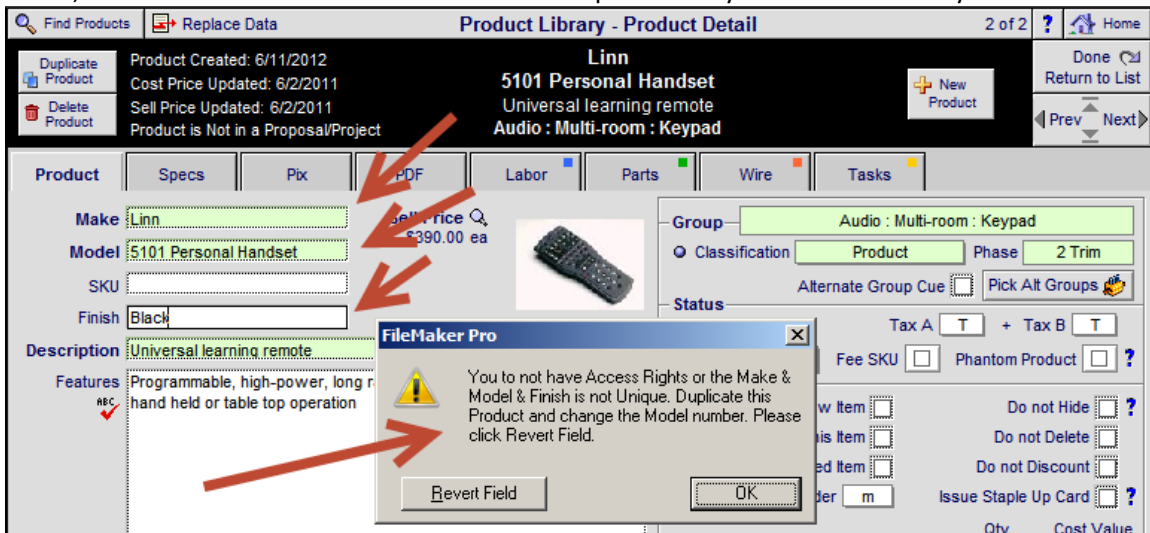 Find Products Replace Data Product Library - Product Detail 2 of 2 ? Home
Duplicate Product
Delete Product
Product Created: 6/11/2012
Cost Price Updated: 6/2/2011
Sell Price Updated: 6/2/2011
Product is Not in a Proposal/Project
Linn
5101 Personal Handset
Universal learning remote
Audio : Multi-room : Keypad
New Product
Done
Return to List
Prev Next
Product Specs Pix PDF Labor Parts Wire Tasks
Make Linn
Model 5101 Personal Handset
SKU
Finish Black
Description Universal learning remote
Features Programmable, high-power, long r
ABC hand held or table top operation
Sell Price
$390.00 ea
Group Audio : Multi-room : Keypad
Classification Product Phase 2 Trim
Alternate Group Cue Pick Alt Groups
Status
Tax A T + Tax B T
Fee SKU Phantom Product ?
w Item Do not Hide ?
is Item Do not Delete
ed Item Do not Discount
der m Issue Staple Up Card ?
Qty Cost Value
FileMaker Pro
You to not have Access Rights or the Make &
Model & Finish is not Unique. Duplicate this
Product and change the Model number. Please
click Revert Field.
Revert Field OK